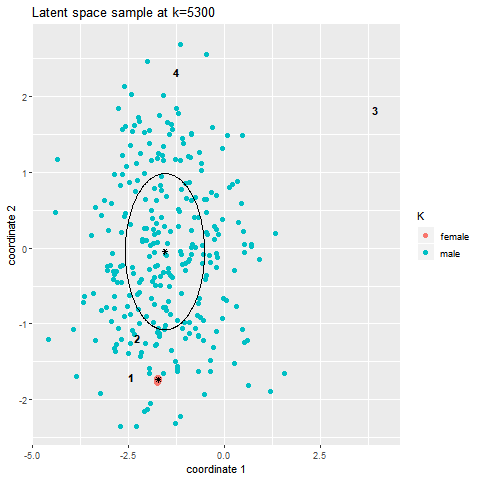 Latent space sample at k=5300
4
3
2
1
2
1
0
-1
-2
-5.0
-2.5
0.0
2.5
coordinate 1
coordinate 2
K
female
male